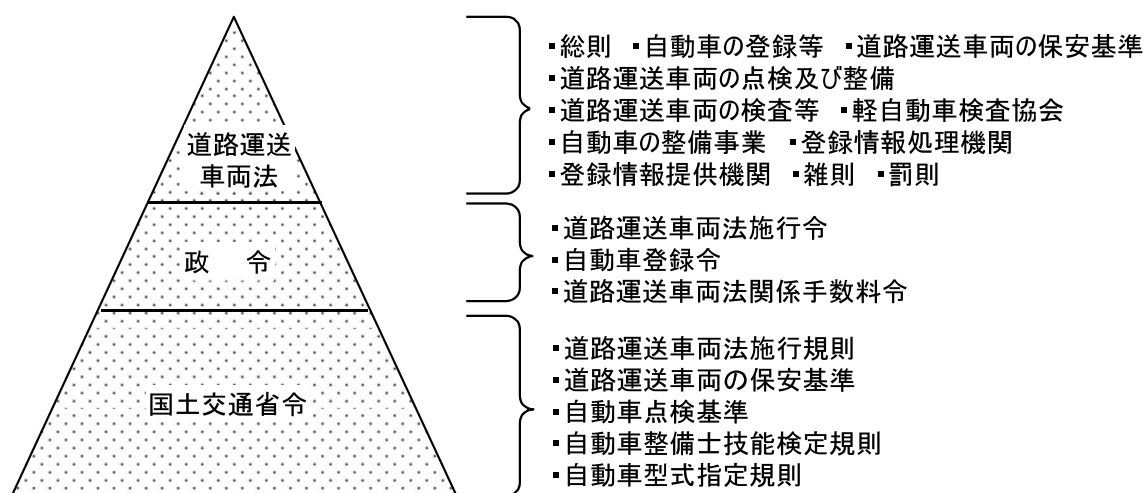 道路運送
車両法
・総則 ・自動車の登録等 ・道路運送車両の保安基準
・道路運送車両の点検及び整備
・道路運送車両の検査等 ・軽自動車検査協会
・自動車の整備事業 ・登録情報処理機関
・登録情報提供機関 ・雑則 ・罰則
政 令
・道路運送車両法施行令
・自動車登録令
・道路運送車両法関係手数料令
国土交通省令
・道路運送車両法施行規則
・道路運送車両の保安基準
・自動車点検基準
・自動車整備士技能検定規則
・自動車型式指定規則